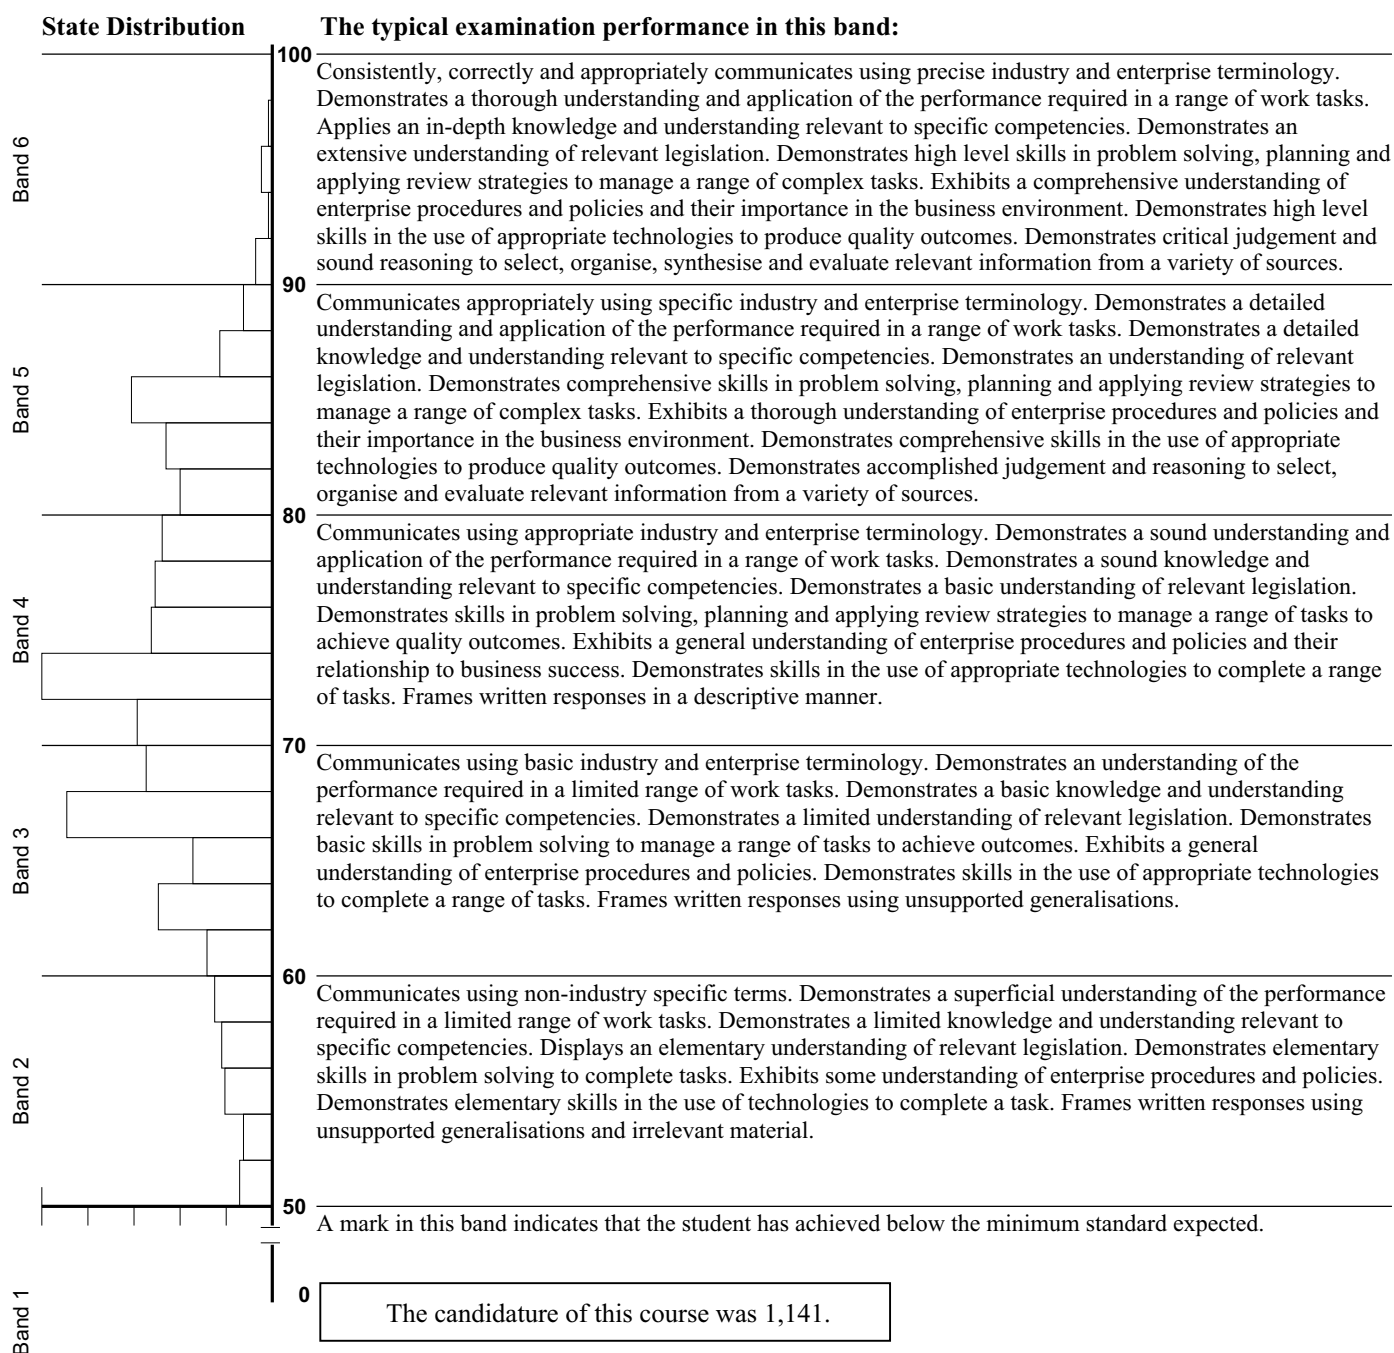 State Distribution
The typical examination performance in this band:
100
Band 6
Consistently, correctly and appropriately communicates using precise industry and enterprise terminology.
Demonstrates a thorough understanding and application of the performance required in a range of work tasks.
Applies an in-depth knowledge and understanding relevant to specific competencies. Demonstrates an
extensive understanding of relevant legislation. Demonstrates high level skills in problem solving, planning and
applying review strategies to manage a range of complex tasks. Exhibits a comprehensive understanding of
enterprise procedures and policies and their importance in the business environment. Demonstrates high level
skills in the use of appropriate technologies to produce quality outcomes. Demonstrates critical judgement and
sound reasoning to select, organise, synthesise and evaluate relevant information from a variety of sources.
90
Band 5
Communicates appropriately using specific industry and enterprise terminology. Demonstrates a detailed
understanding and application of the performance required in a range of work tasks. Demonstrates a detailed
knowledge and understanding relevant to specific competencies. Demonstrates an understanding of relevant
legislation. Demonstrates comprehensive skills in problem solving, planning and applying review strategies to
manage a range of complex tasks. Exhibits a thorough understanding of enterprise procedures and policies and
their importance in the business environment. Demonstrates comprehensive skills in the use of appropriate
technologies to produce quality outcomes. Demonstrates accomplished judgement and reasoning to select,
organise and evaluate relevant information from a variety of sources.
80
Band 4
Communicates using appropriate industry and enterprise terminology. Demonstrates a sound understanding and
application of the performance required in a range of work tasks. Demonstrates a sound knowledge and
understanding relevant to specific competencies. Demonstrates a basic understanding of relevant legislation.
Demonstrates skills in problem solving, planning and applying review strategies to manage a range of tasks to
achieve quality outcomes. Exhibits a general understanding of enterprise procedures and policies and their
relationship to business success. Demonstrates skills in the use of appropriate technologies to complete a range
of tasks. Frames written responses in a descriptive manner.
70
Band 3
Communicates using basic industry and enterprise terminology. Demonstrates an understanding of the
performance required in a limited range of work tasks. Demonstrates a basic knowledge and understanding
relevant to specific competencies. Demonstrates a limited understanding of relevant legislation. Demonstrates
basic skills in problem solving to manage a range of tasks to achieve outcomes. Exhibits a general
understanding of enterprise procedures and policies. Demonstrates skills in the use of appropriate technologies
to complete a range of tasks. Frames written responses using unsupported generalisations.
60
Band 2
Communicates using non-industry specific terms. Demonstrates a superficial understanding of the performance
required in a limited range of work tasks. Demonstrates a limited knowledge and understanding relevant to
specific competencies. Displays an elementary understanding of relevant legislation. Demonstrates elementary
skills in problem solving to complete tasks. Exhibits some understanding of enterprise procedures and policies.
Demonstrates elementary skills in the use of technologies to complete a task. Frames written responses using
unsupported generalisations and irrelevant material.
50
A mark in this band indicates that the student has achieved below the minimum standard expected.
0
Band 1
The candidature of this course was 1,141.